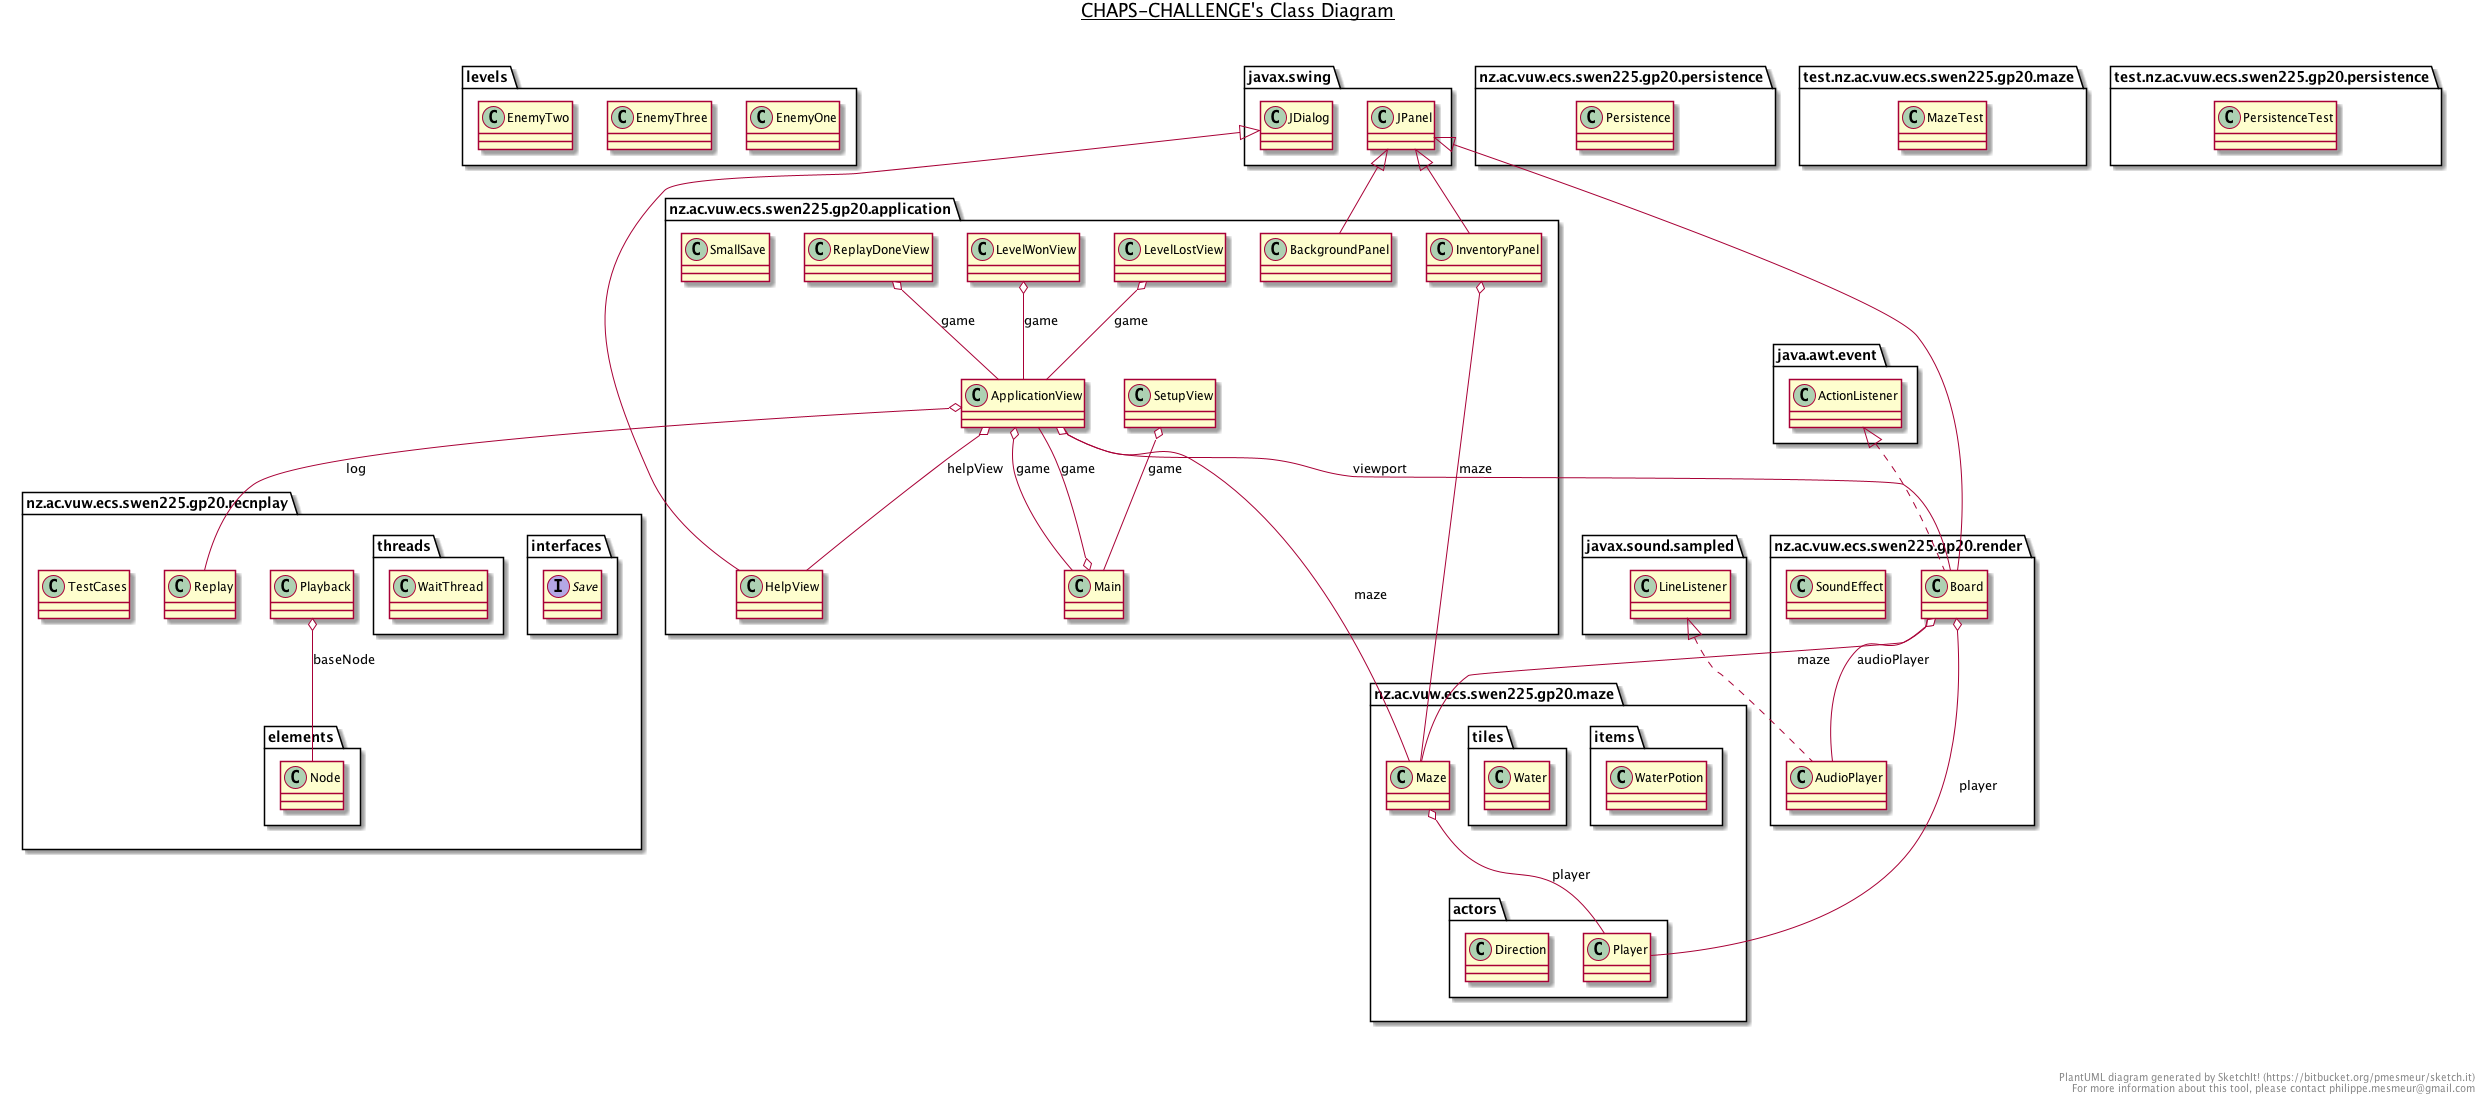 CHAPS-CHALLENGE's Class Diagram
levels
javax.swing
nz.ac.vuw.ecs.swen225.gp20.persistence
test.nz.ac.vuw.ecs.swen225.gp20.maze
test.nz.ac.vuw.ecs.swen225.gp20.persistence
C EnemyTwo
C EnemyThree
C EnemyOne
C JDialog
C JPanel
C Persistence
C MazeTest
C PersistenceTest
nz.ac.vuw.ecs.swen225.gp20.application
C SmallSave
C ReplayDoneView
C LevelWonView
C LevelLostView
C BackgroundPanel
C InventoryPanel
game
game
game
java.awt.event
C ApplicationView
C SetupView
C ActionListener
log
helpView
game
game
game
viewport
maze
nz.ac.vuw.ecs.swen225.gp20.recnplay
threads
interfaces
javax.sound.sampled
nz.ac.vuw.ecs.swen225.gp20.render
C TestCases
C Replay
C Playback
C WaitThread
I Save
C HelpView
C Main
maze
C LineListener
C SoundEffect
C Board
baseNode
maze
audioPlayer
nz.ac.vuw.ecs.swen225.gp20.maze
elements
tiles
items
C Node
C Maze
C Water
C WaterPotion
C AudioPlayer
player
player
actors
C Direction
C Player
PlantUML diagram generated by SketchIt! (https://bitbucket.org/pmesmeur/sketch.it)
For more information about this tool, please contact philippe.mesmeur@gmail.com